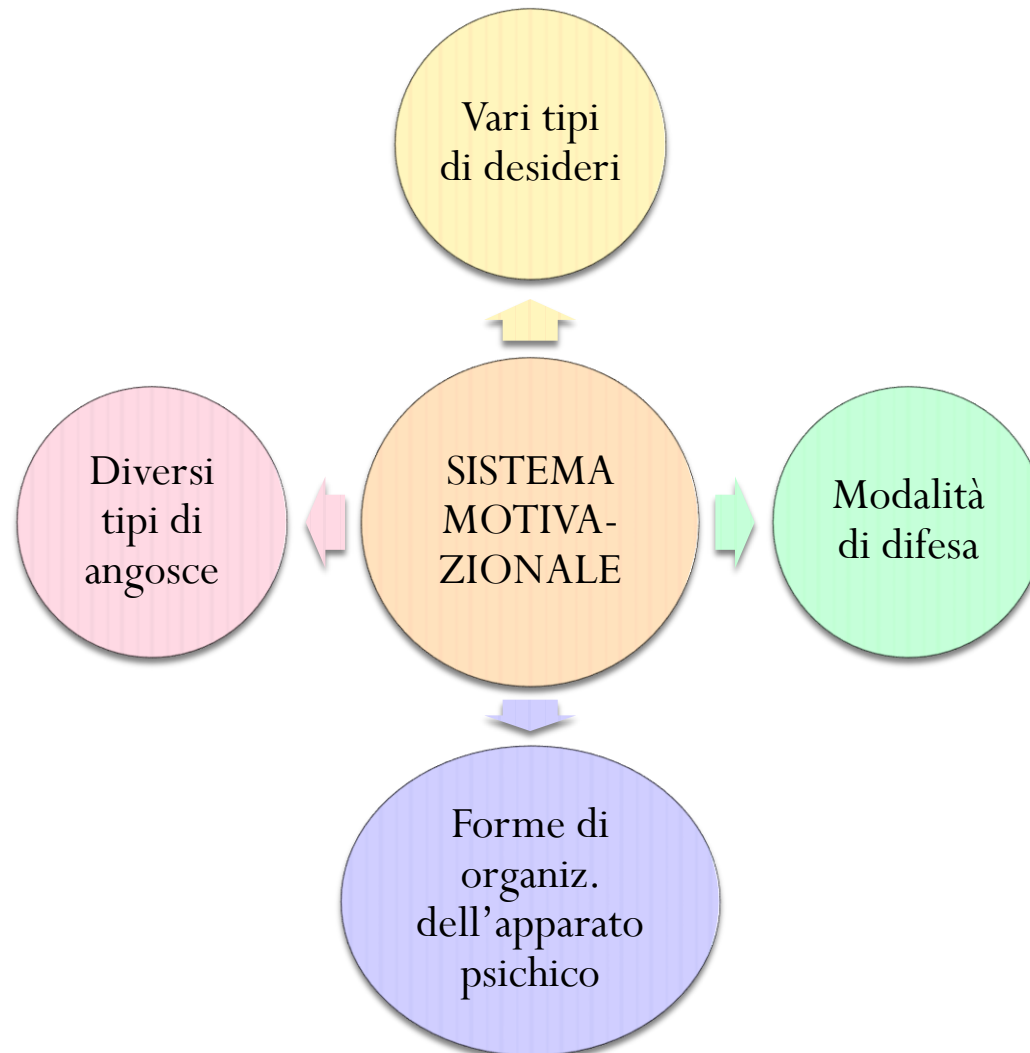 Vari tipi
di desideri
Diversi
tipi di
angosce
SISTEMA
MOTIVA-
ZIONALE
Modalità
di difesa
Forme di
organiz.
dell’apparato
psichico